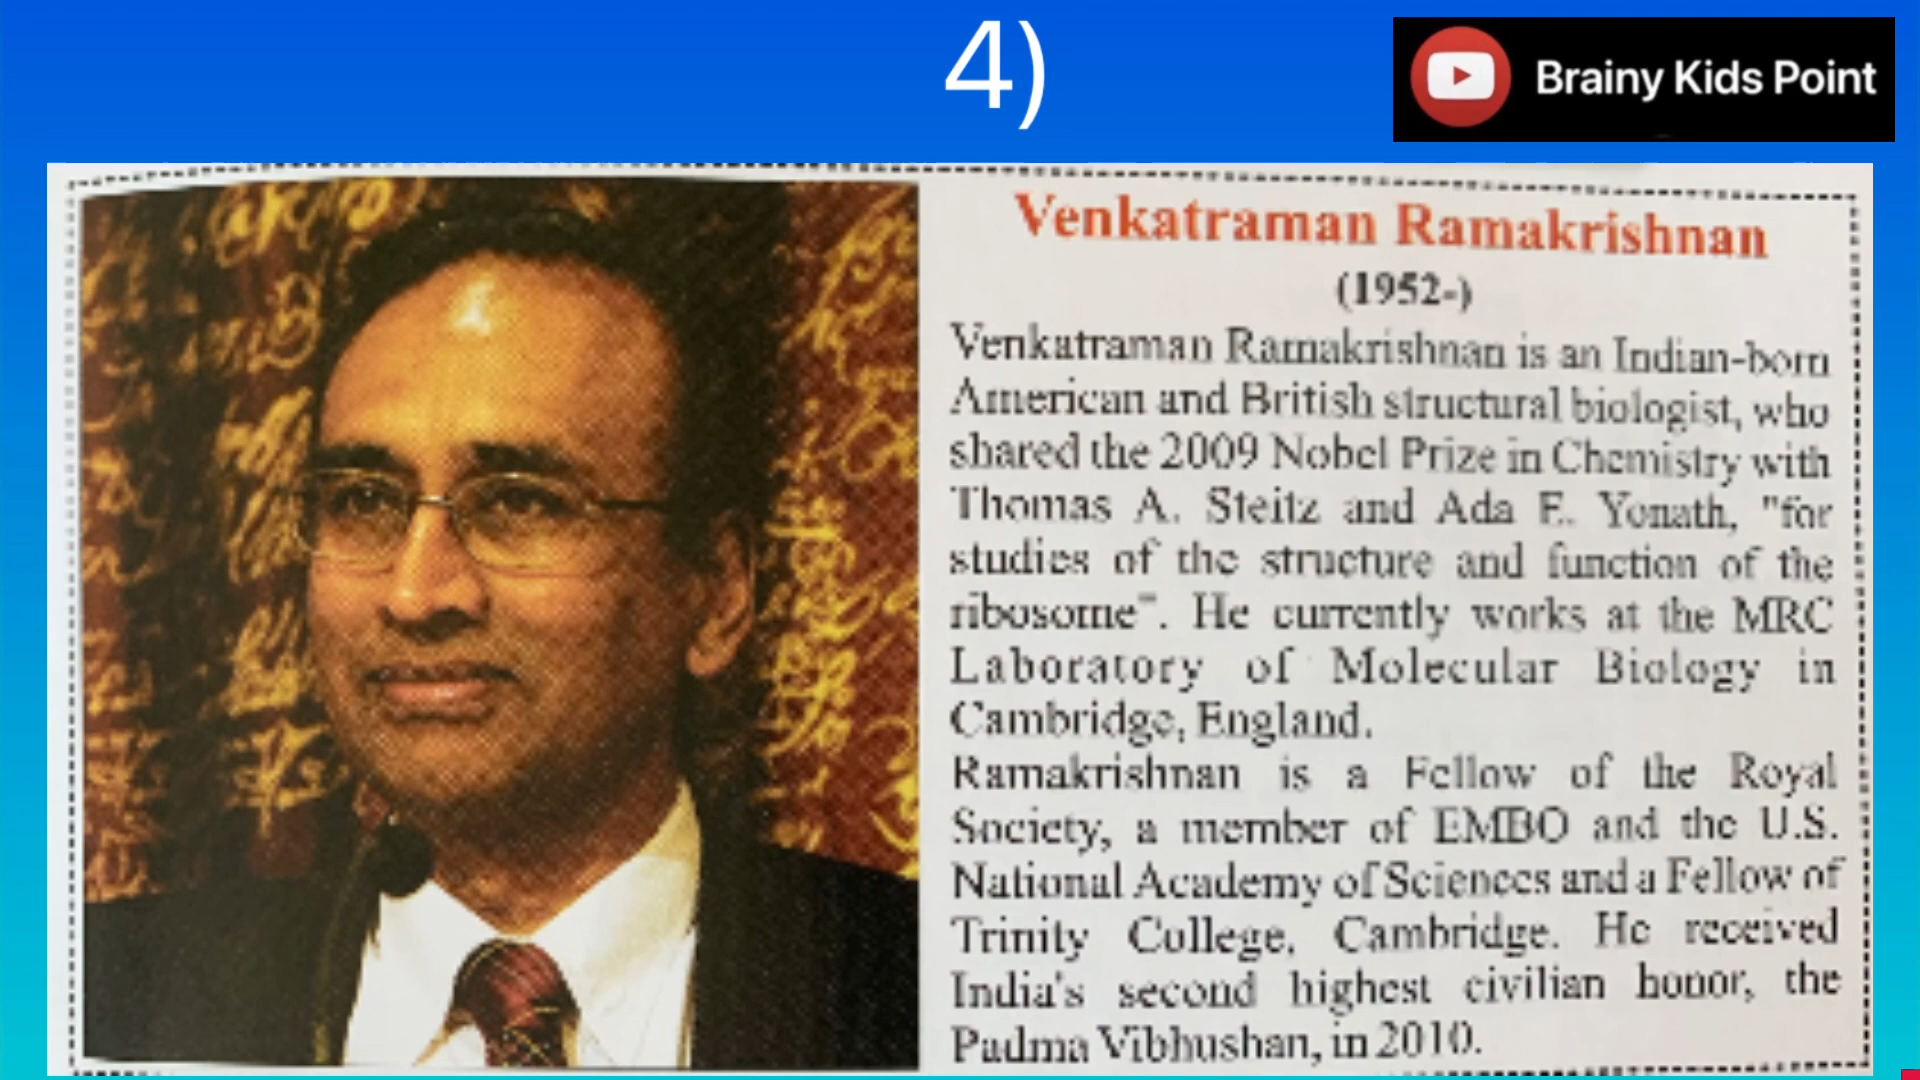 4)
Brainy Kids Point
Venkatraman Ramakrishnan
(1952-)
Venkatraman Ramakrishnan is an Indian-born
American and British structural biologist, who
shared the 2009 Nobel Prize in Chemistry with
Thomas A. Steitz and Ada E. Yonath, "for
studies of the structure and function of the
ribosome". He currently works at the MRC
Laboratory of Molecular Biology in
Cambridge, England.
Ramakrishnan is a Fellow of the Royal
Society, a member of EMBO and the U.S.
National Academy of Sciences and a Fellow of
Trinity College, Cambridge. He received
India's second highest civilian honor, the
Padma Vibhushan, in 2010.